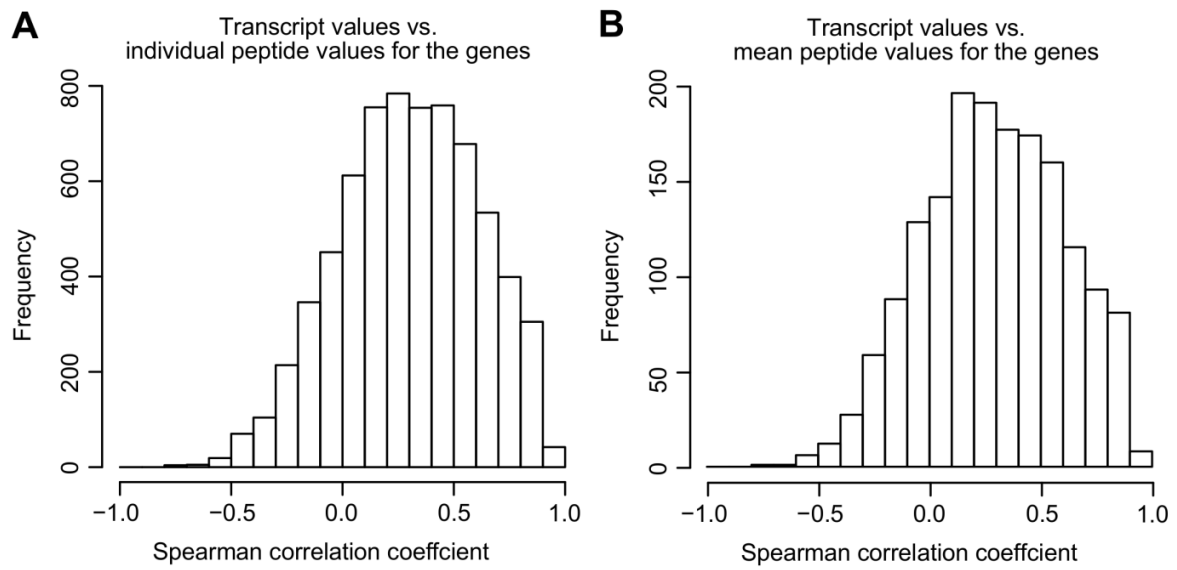 A
Transcript values vs.
individual peptide values for the genes
Frequency
0
200
400
600
800
−1.0
−0.5
0.0
0.5
1.0
Spearman correlation coeffcient
B
Transcript values vs.
mean peptide values for the genes
Frequency
0
50
100
150
200
−1.0
−0.5
0.0
0.5
1.0
Spearman correlation coeffcient